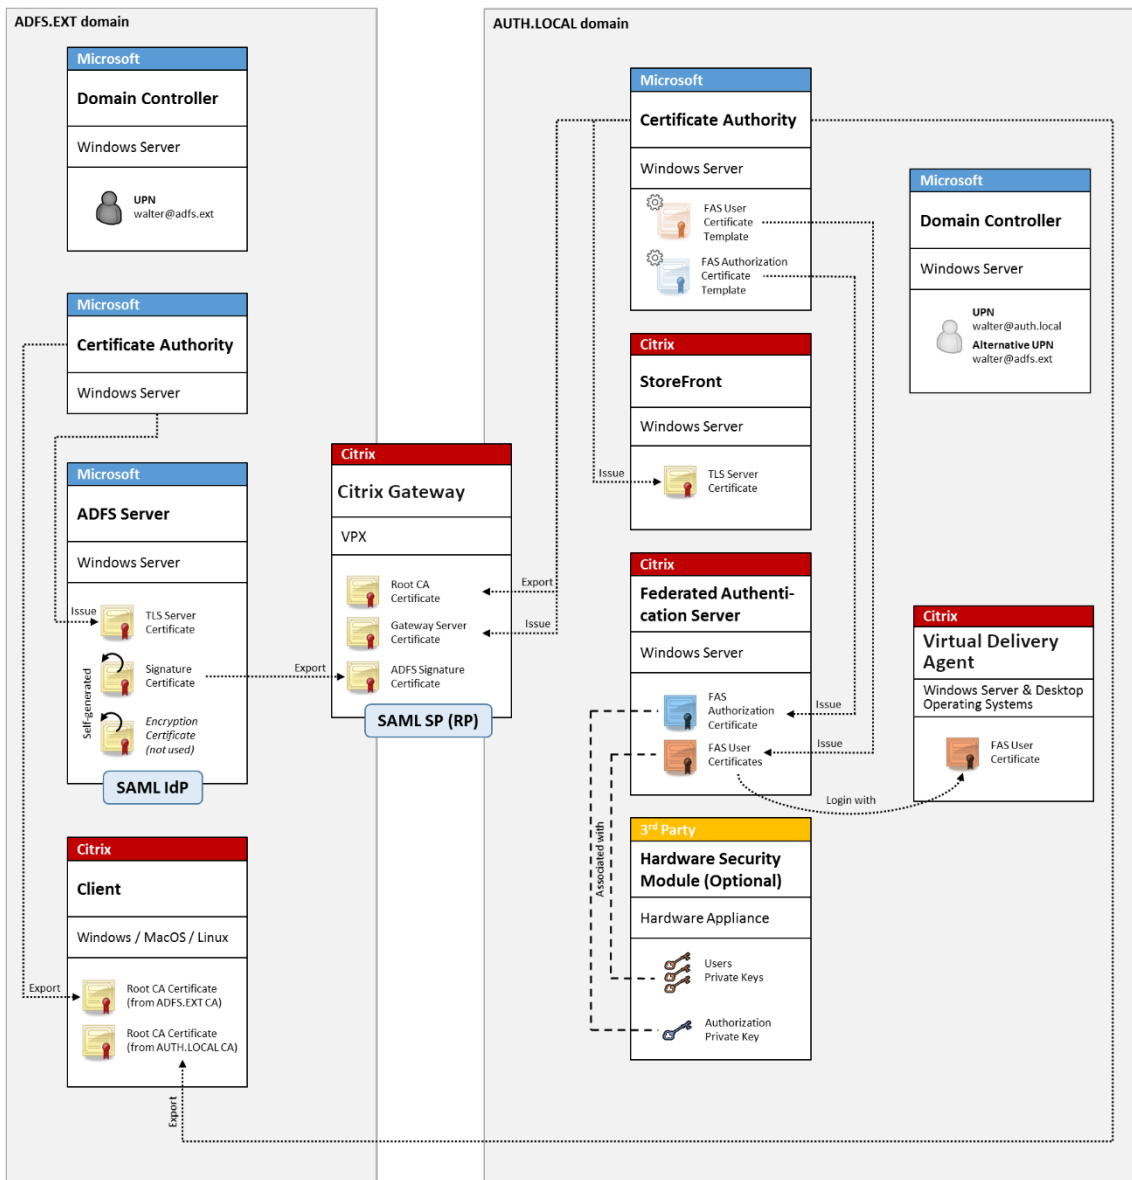 ADFS.EXT domain
Microsoft
Domain Controller
Windows Server
UPN
walter@adfs.ext
Microsoft
Certificate Authority
Windows Server
Microsoft
ADFS Server
Windows Server
Issue
TLS Server
Certificate
Self-generated
Signature
Certificate
Encryption
Certificate
(not used)
SAML IdP
Citrix
Client
Windows / MacOS / Linux
Export
Root CA Certificate
(from ADFS.EXT CA)
Root CA Certificate
(from AUTH.LOCAL CA)
Export
Citrix
Citrix Gateway
VPX
Root CA
Certificate
Export
Gateway Server
Certificate
Issue
Export
ADFS Signature
Certificate
SAML SP (RP)
AUTH.LOCAL domain
Microsoft
Certificate Authority
Windows Server
FAS User
Certificate
Template
FAS Authorization
Certificate
Template
Citrix
StoreFront
Windows Server
Issue
TLS Server
Certificate
Citrix
Federated Authenti-
cation Server
Windows Server
FAS
Authorization
Certificate
Issue
FAS User
Certificates
Issue
Login with
Associated with
3rd Party
Hardware Security
Module (Optional)
Hardware Appliance
Users
Private Keys
Authorization
Private Key
Microsoft
Domain Controller
Windows Server
UPN
walter@auth.local
Alternative UPN
walter@adfs.ext
Citrix
Virtual Delivery
Agent
Windows Server & Desktop
Operating Systems
FAS User
Certificate